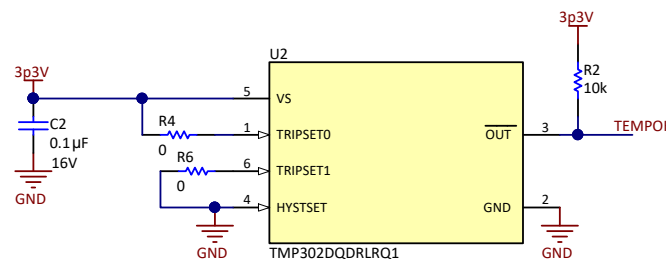 3p3V
U2
3p3V
R2
10k
C2
0.1µF
16V
GND
5
VS
R4
0
1
TRIPSET0
OUT
3
R6
0
6
TRIPSET1
4
HYSTSET
GND
2
GND
GND
TMP302DQDRLRQ1